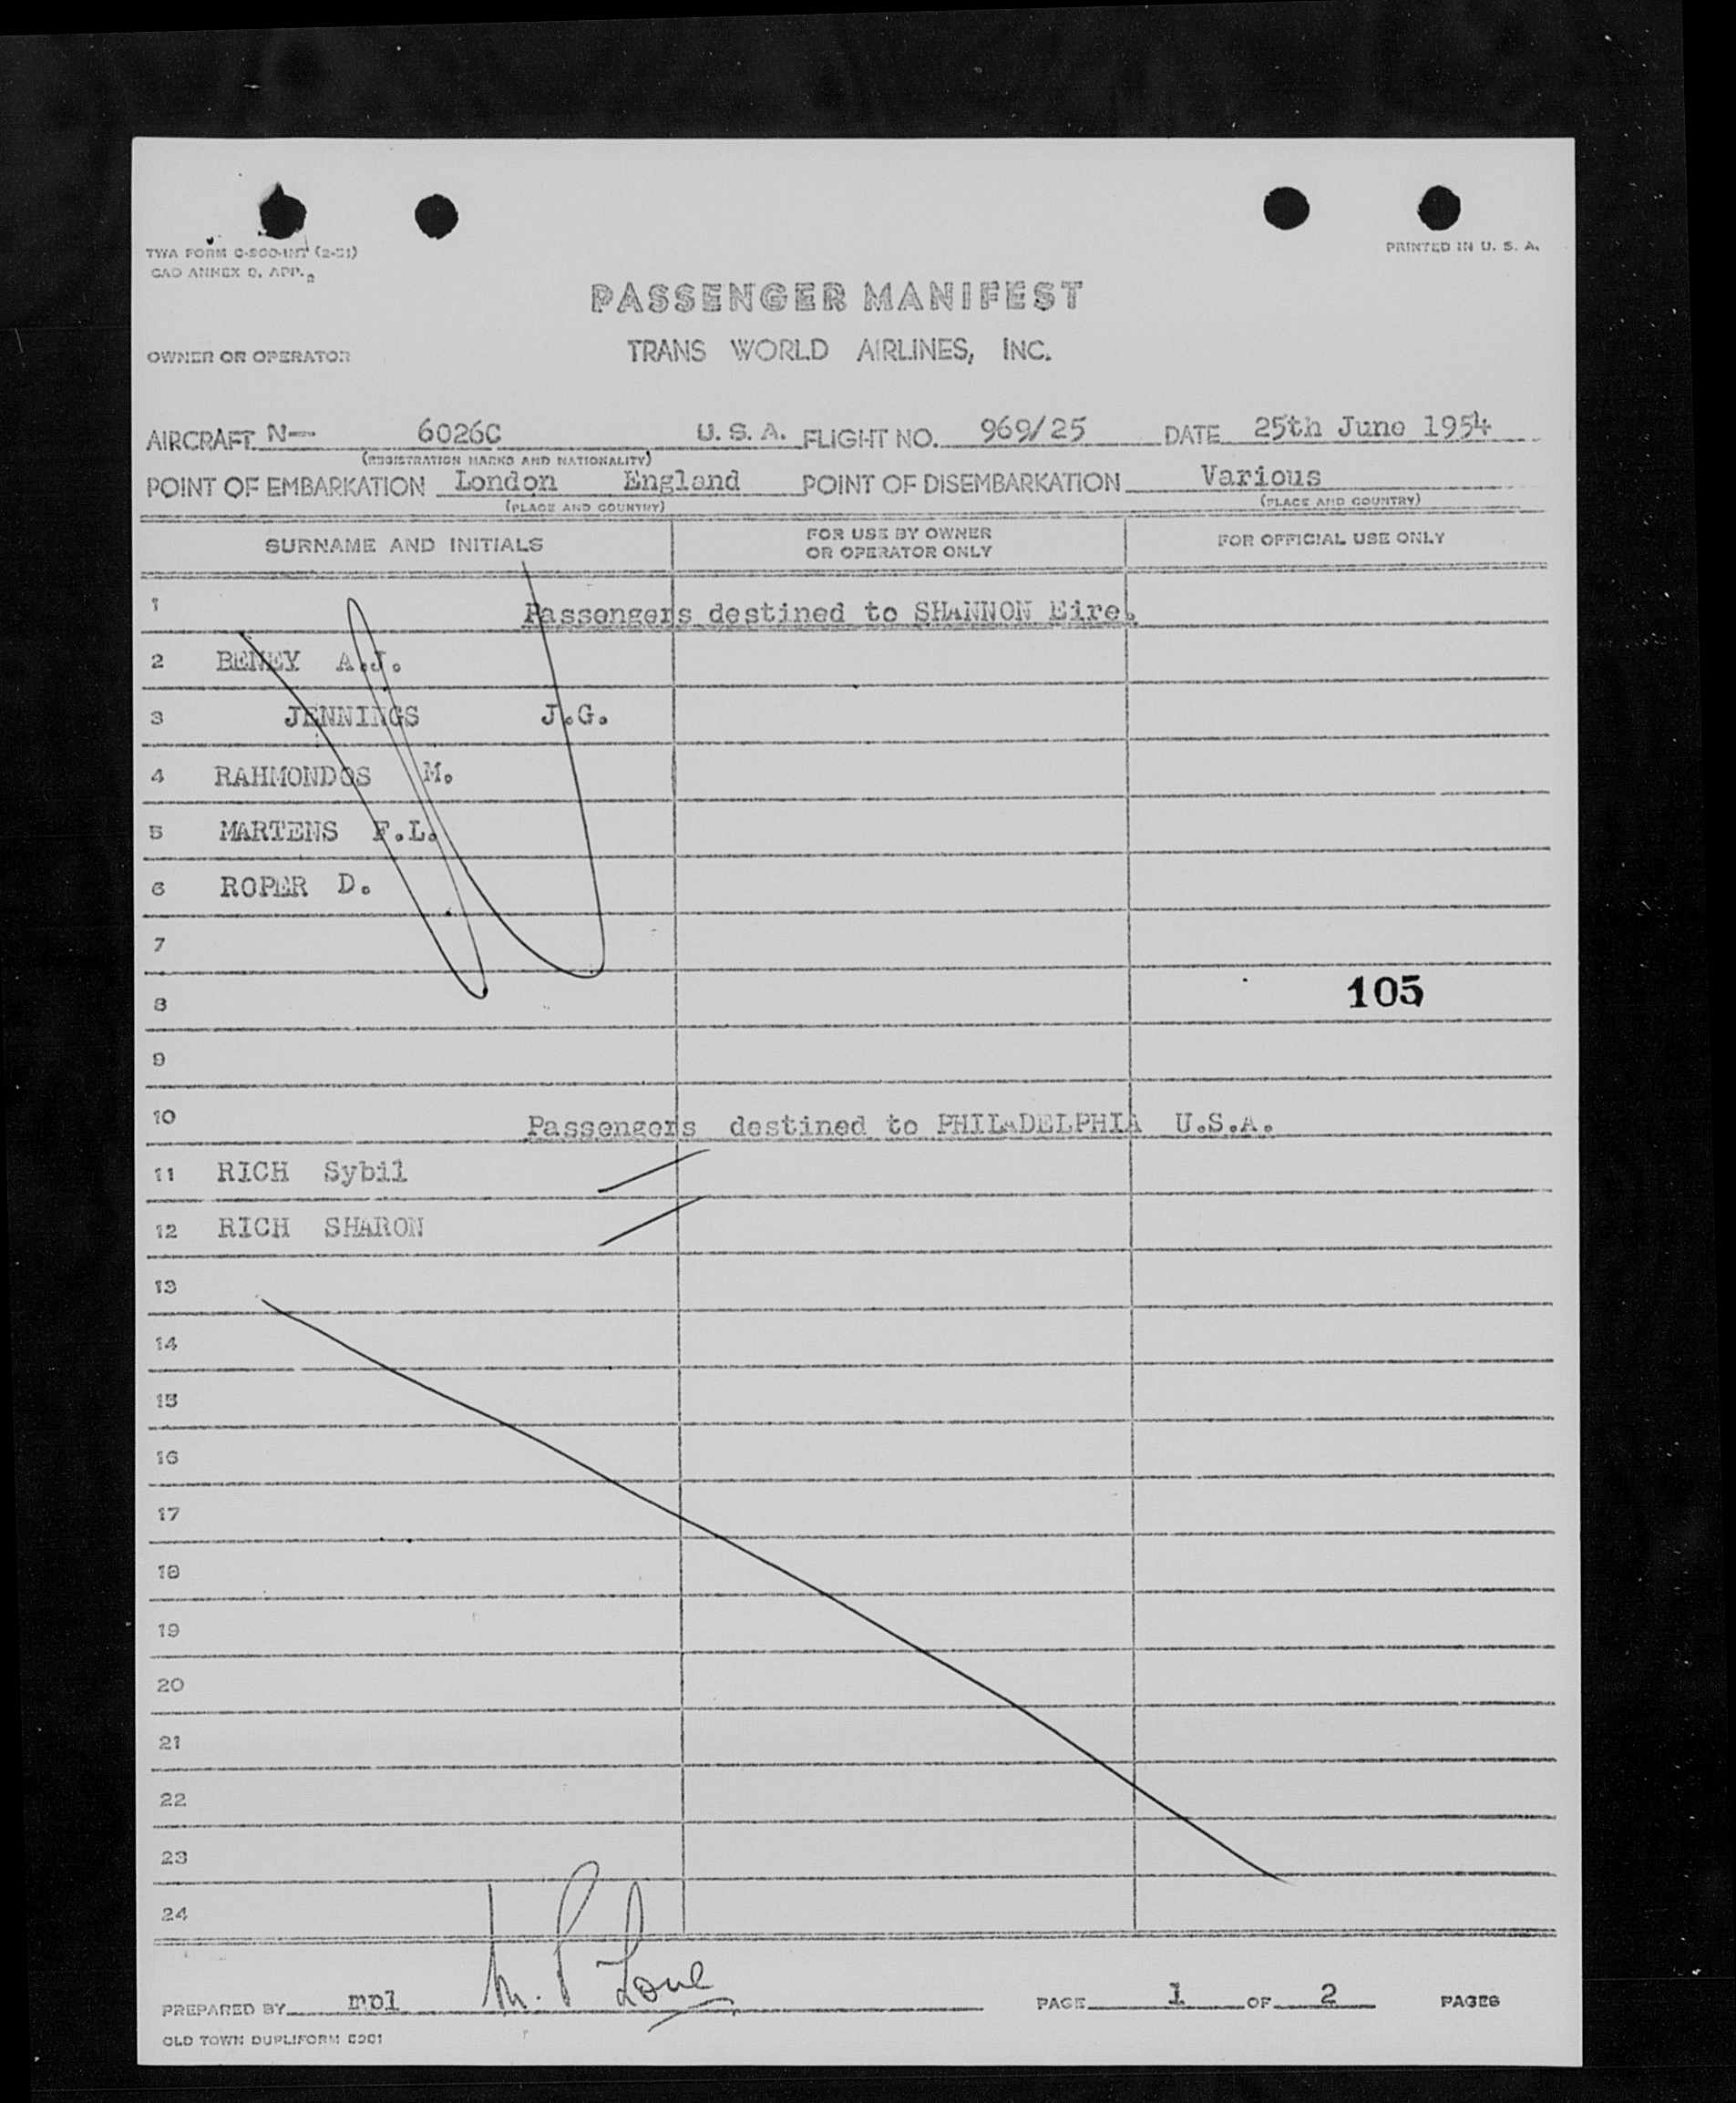 TWA FORM C-800-INT (2-51)
PRINTED IN U. S. A.
CAO ANNEX 9, APP. 2
PASSENGER MANIFEST
OWNER OR OPERATOR TRANS WORLD AIRLINES, INC.
AIRCRAFT N- 6026C U.S.A. FLIGHT NO. 969/25 DATE 25th June 1954
(REGISTRATION MARKS AND NATIONALITY)
POINT OF EMBARKATION London England POINT OF DISEMBARKATION Various
(PLACE AND COUNTRY) (PLACE AND COUNTRY)
SURNAME AND INITIALS FOR USE BY OWNER OR OPERATOR ONLY FOR OFFICIAL USE ONLY
1 Passengers destined to SHANNON Eire.
2 BENEY A.J.
3 JENNINGS J.G.
4 RAHMONDOS M.
5 MARTENS F.L.
6 ROPER D.
7
8 105
9
10 Passengers destined to PHILADELPHIA U.S.A.
11 RICH Sybil
12 RICH SHARON
13
14
15
16
17
18
19
20
21
22
23
24
PREPARED BY mpl M. P Lowe PAGE 1 OF 2 PAGES
OLD TOWN DUPLIFORM